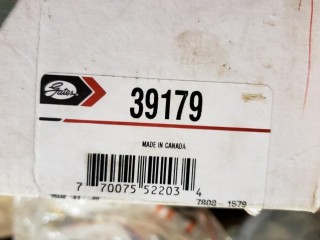 Gates
39179
MADE IN CANADA
7 70075 52203 4
7808-1579